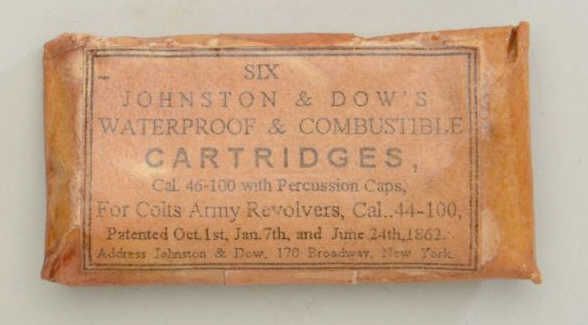 SIX
JOHNSTON & DOW'S
WATERPROOF & COMBUSTIBLE
CARTRIDGES,
Cal. 46-100 with Percussion Caps,
For Colts Army Revolvers, Cal..44-100,
Patented Oct.1st, Jan.7th, and June 24th,1862.
Address Johnston & Dow, 170 Broadway, New York.